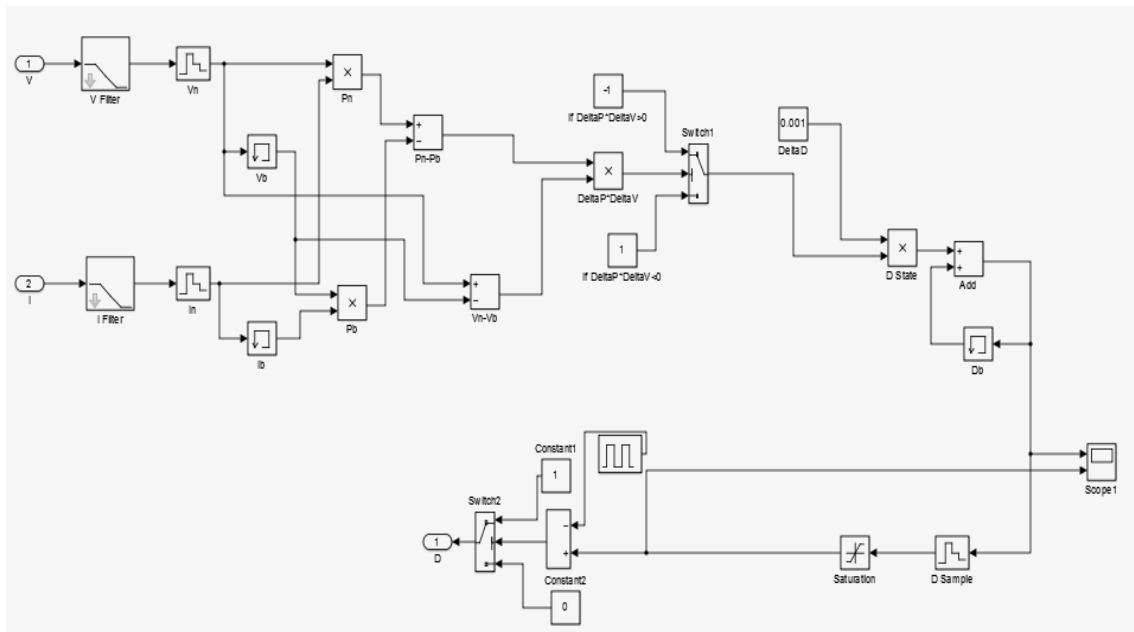 1
V
V Filter
Vn
×
Pn
-1
If DeltaP*DeltaV>0
Switch1
0.001
DeltaD
+
−
Pn-Pb
Vb
×
DeltaP*DeltaV
1
If DeltaP*DeltaV<0
2
I
I Filter
In
Ib
×
Pb
+
−
Vn-Vb
×
D State
+
+
Add
Db
Constant1
1
Switch2
1
D
−
+
Constant2
0
Saturation
D Sample
Scope1